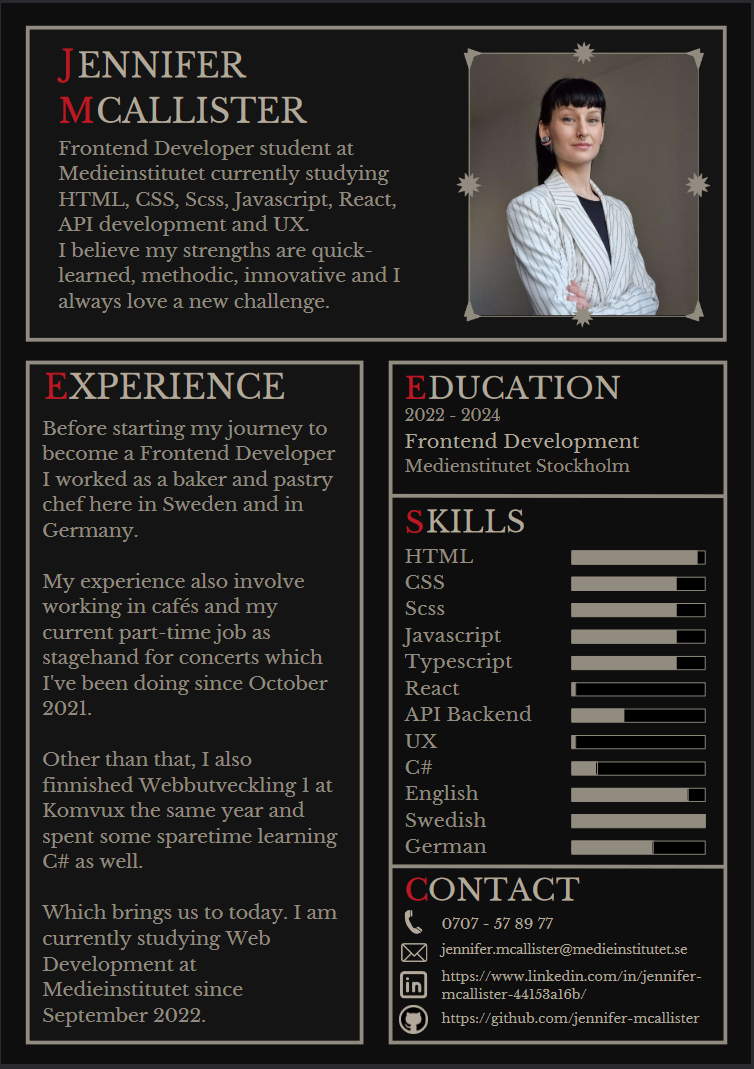 JENNIFER
MCALLISTER
Frontend Developer student at
Medieinstitutet currently studying
HTML, CSS, Scss, Javascript, React,
API development and UX.
I believe my strengths are quick-
learned, methodic, innovative and I
always love a new challenge.
EXPERIENCE
Before starting my journey to
become a Frontend Developer
I worked as a baker and pastry
chef here in Sweden and in
Germany.
My experience also involve
working in cafés and my
current part-time job as
stagehand for concerts which
I've been doing since October
2021.
Other than that, I also
finnished Webbutveckling 1 at
Komvux the same year and
spent some sparetime learning
C# as well.
Which brings us to today. I am
currently studying Web
Development at
Medieinstitutet since
September 2022.
EDUCATION
2022 - 2024
Frontend Development
Medienstitutet Stockholm
SKILLS
HTML
CSS
Scss
Javascript
Typescript
React
API Backend
UX
C#
English
Swedish
German
CONTACT
0707 - 57 89 77
jennifer.mcallister@medieinstitutet.se
in
https://www.linkedin.com/in/jennifer-
mcallister-44153a16b/
https://github.com/jennifer-mcallister